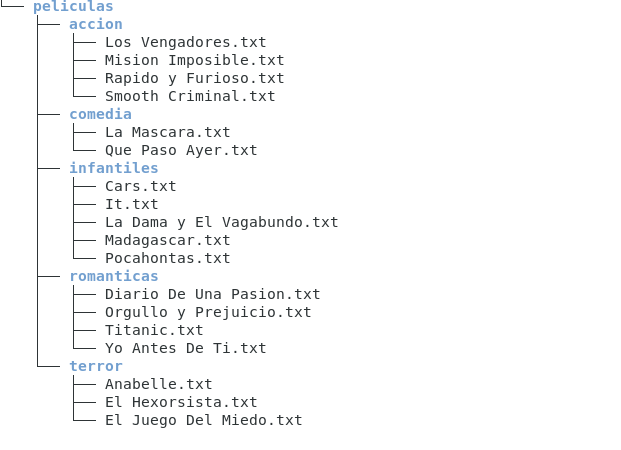 peliculas
accion
Los Vengadores.txt
Mision Imposible.txt
Rapido y Furioso.txt
Smooth Criminal.txt
comedia
La Mascara.txt
Que Paso Ayer.txt
infantiles
Cars.txt
It.txt
La Dama y El Vagabundo.txt
Madagascar.txt
Pocahontas.txt
romanticas
Diario De Una Pasion.txt
Orgullo y Prejuicio.txt
Titanic.txt
Yo Antes De Ti.txt
terror
Anabelle.txt
El Hexorsista.txt
El Juego Del Miedo.txt